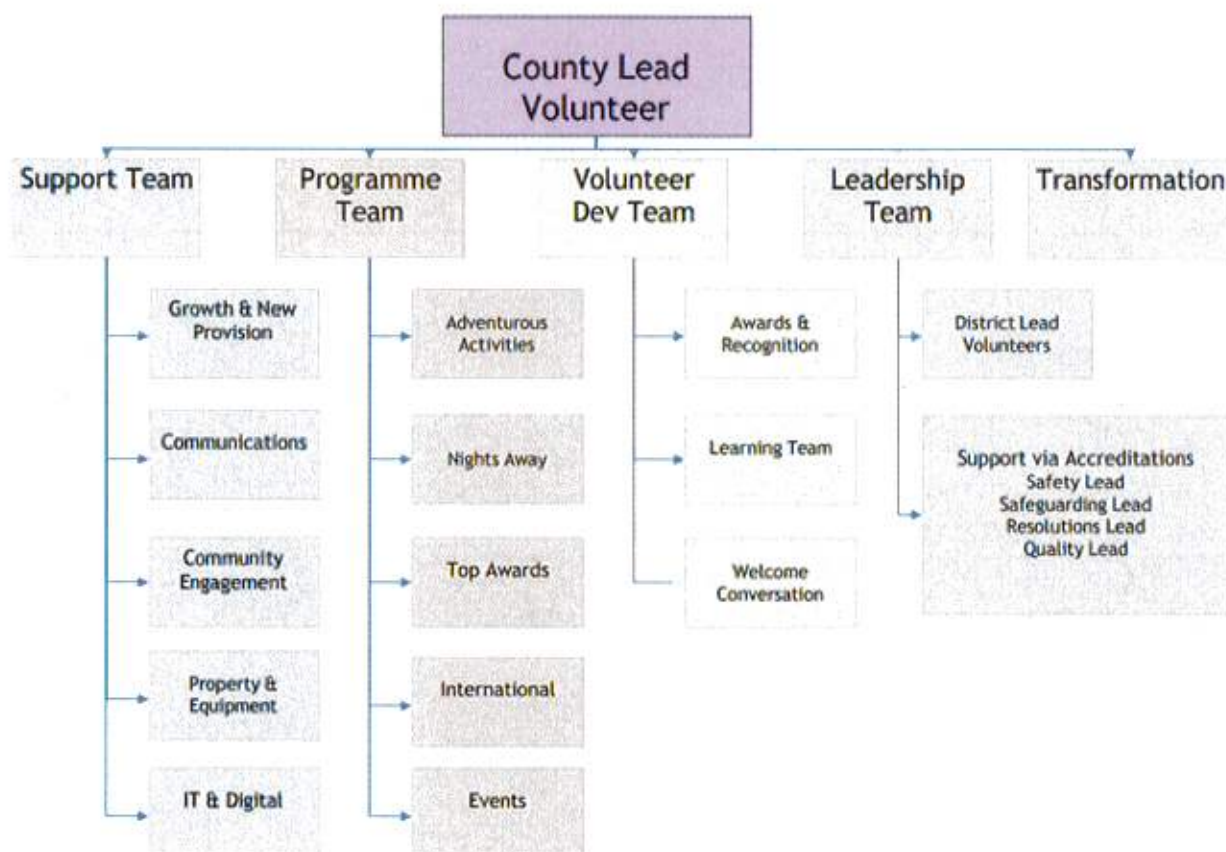 County Lead
Volunteer
Support Team
Programme
Team
Volunteer
Dev Team
Leadership
Team
Transformation
Growth & New
Provision
Communications
Community
Engagement
Property &
Equipment
IT & Digital
Adventurous
Activities
Nights Away
Top Awards
International
Events
Awards &
Recognition
Learning Team
Welcome
Conversation
District Lead
Volunteers
Support via Accreditations
Safety Lead
Safeguarding Lead
Resolutions Lead
Quality Lead